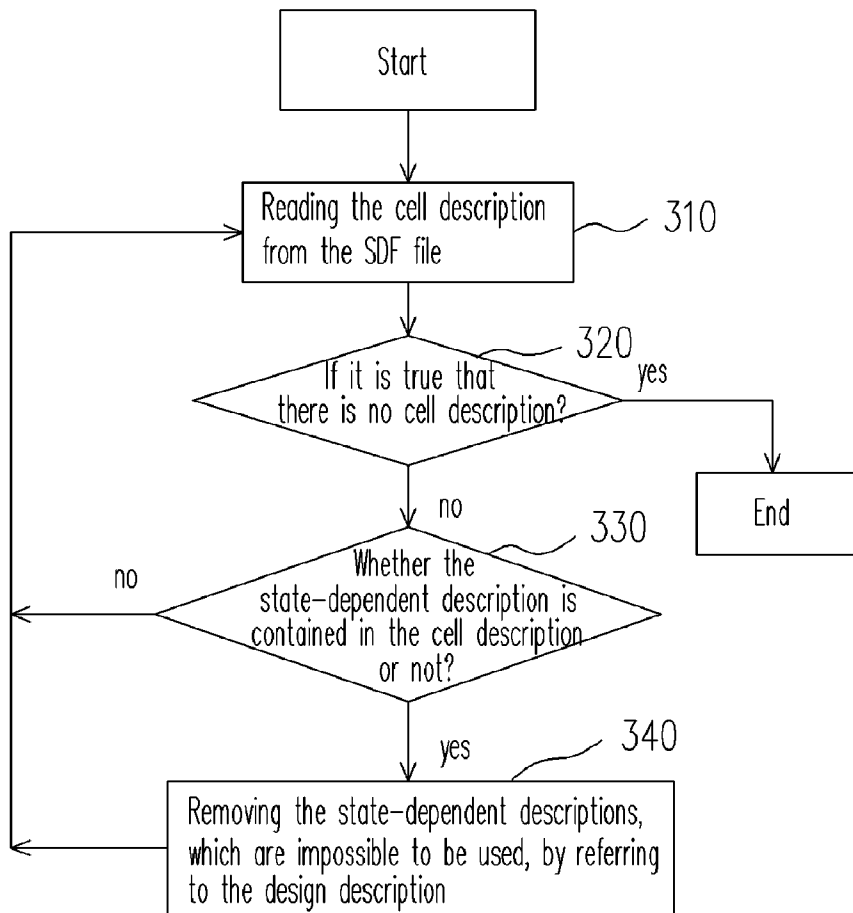 Start
Reading the cell description
from the SDF file
310
320
If it is true that
there is no cell description?
yes
End
no
330
Whether the
state-dependent description is
contained in the cell description
or not?
no
yes
340
Removing the state-dependent descriptions,
which are impossible to be used, by referring
to the design description